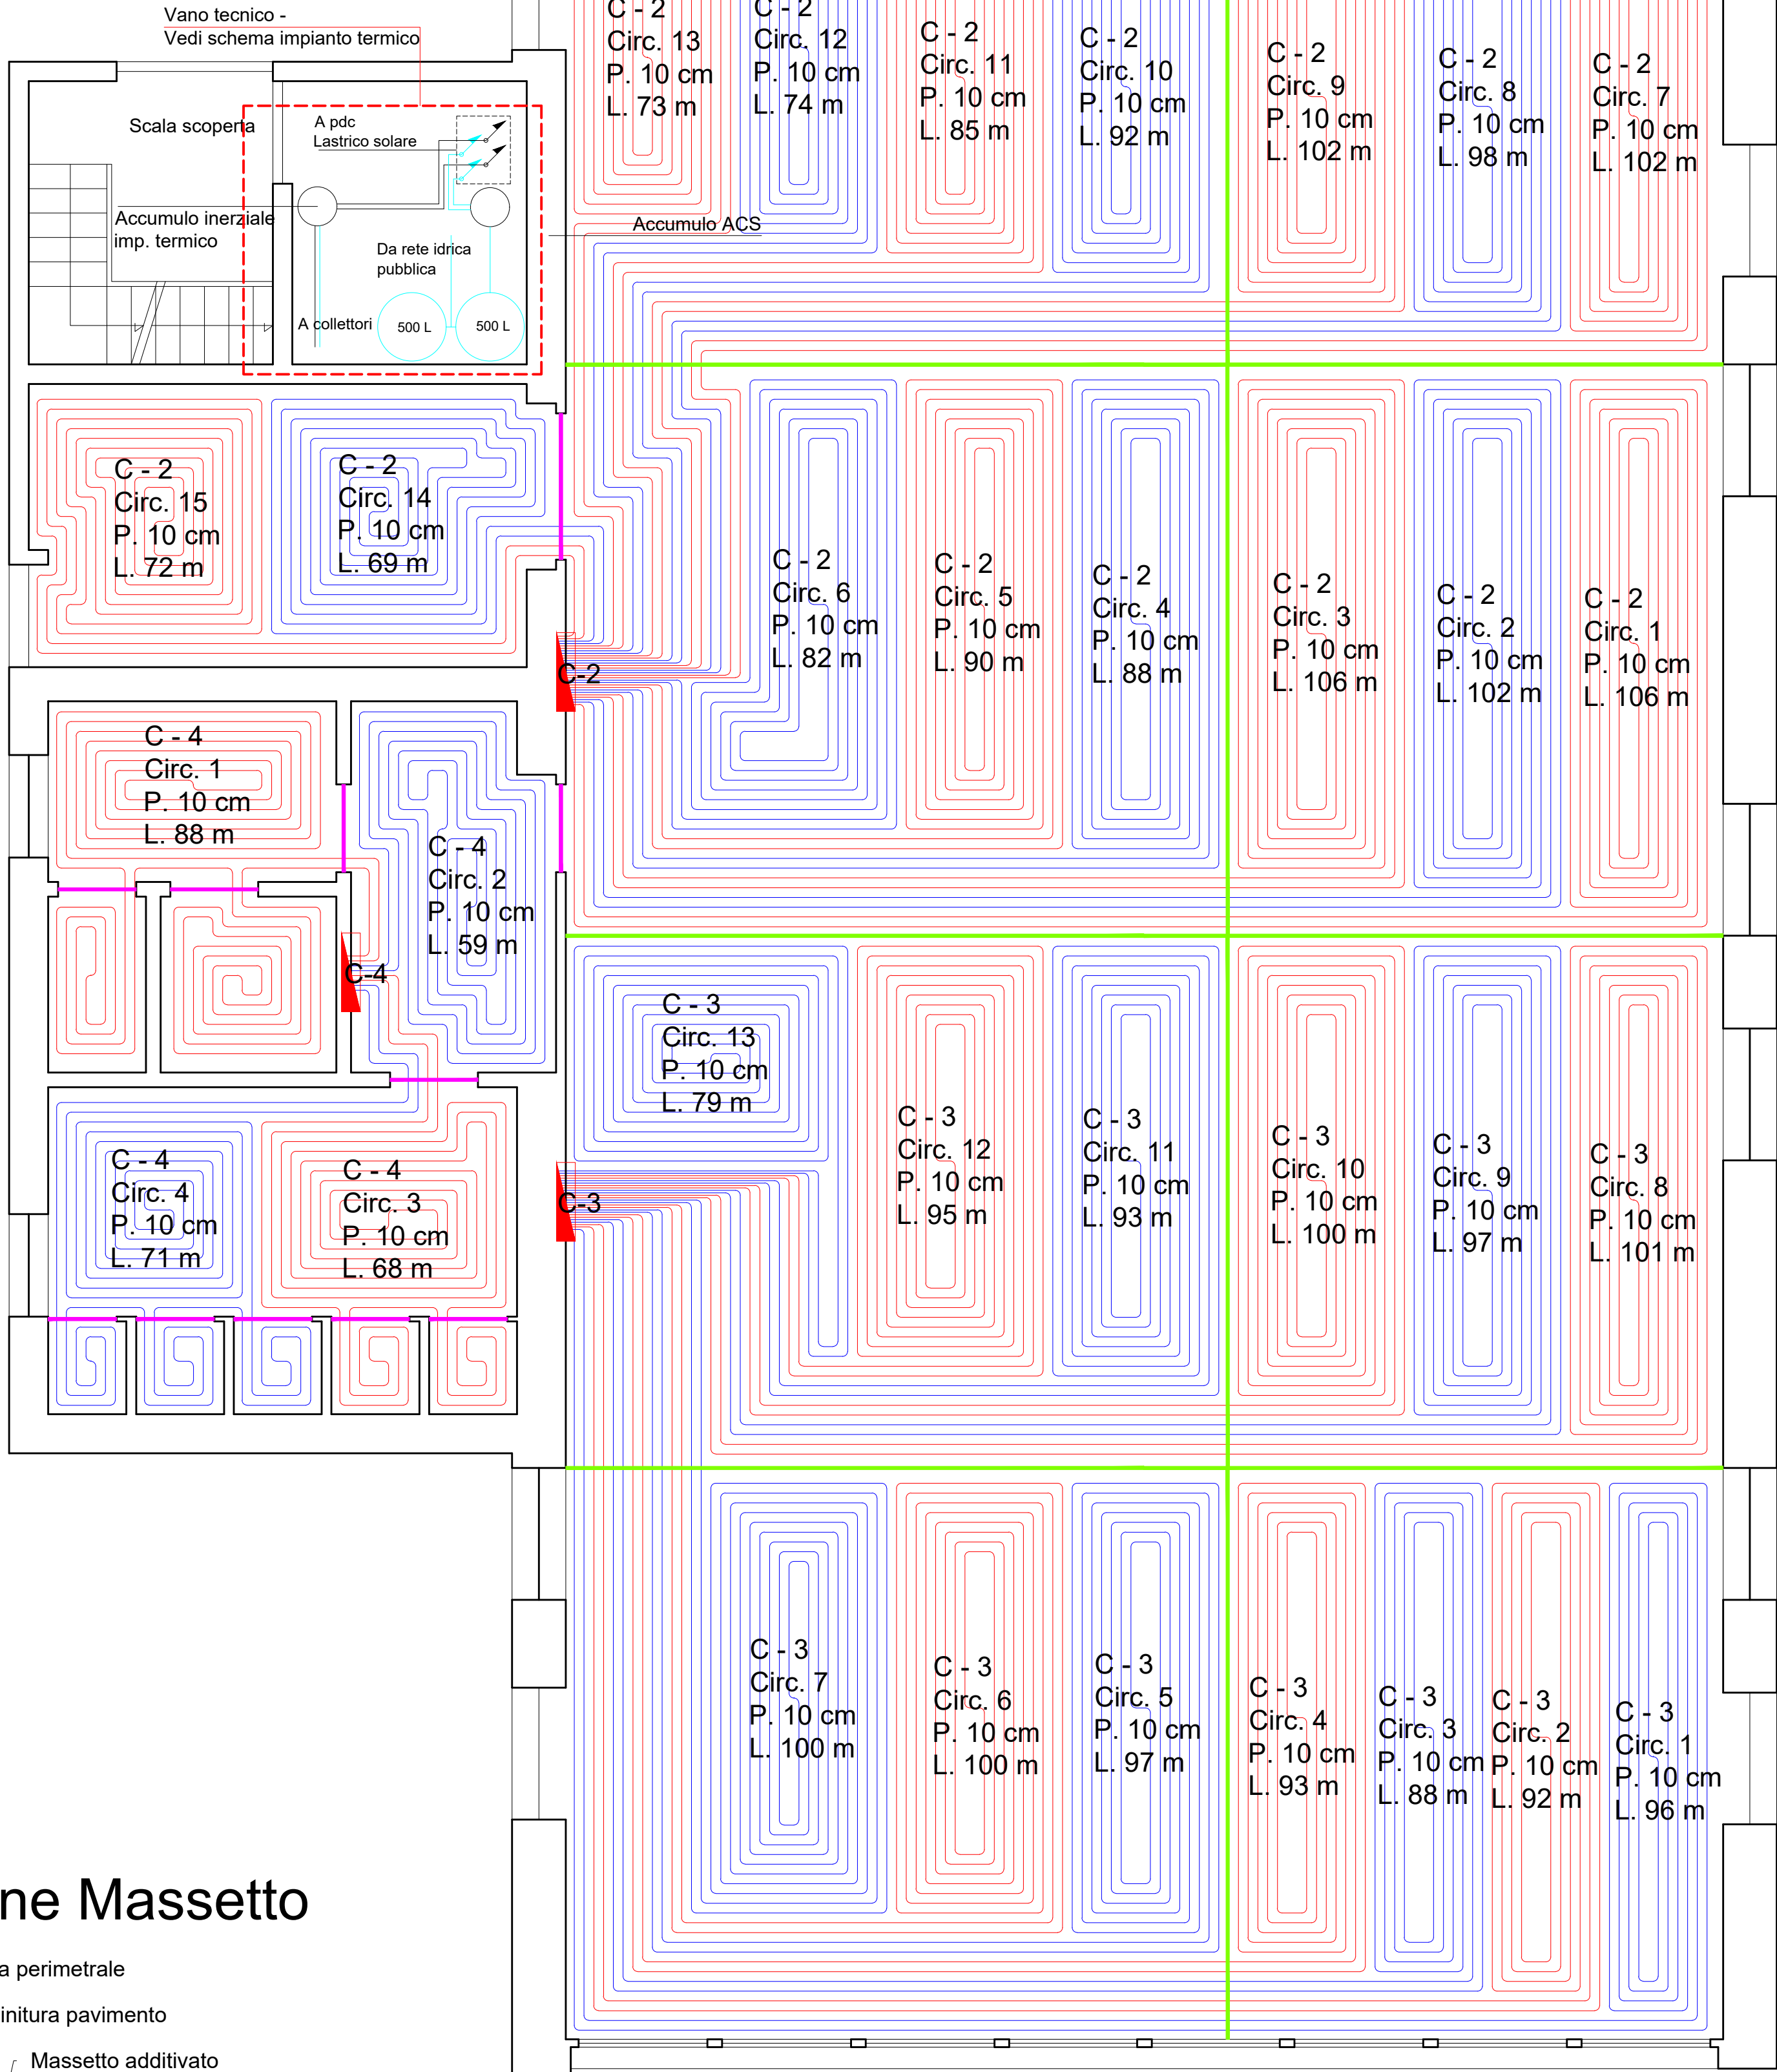 Vano tecnico -
Vedi schema impianto termico
Scala scoperta
A pdc
Lastrico solare
Accumulo inerziale
imp. termico
Da rete idrica
pubblica
Accumulo ACS
A collettori
500 L
500 L
C - 2
Circ. 13
P. 10 cm
L. 73 m
C - 2
Circ. 12
P. 10 cm
L. 74 m
C - 2
Circ. 11
P. 10 cm
L. 85 m
C - 2
Circ. 10
P. 10 cm
L. 92 m
C - 2
Circ. 9
P. 10 cm
L. 102 m
C - 2
Circ. 8
P. 10 cm
L. 98 m
C - 2
Circ. 7
P. 10 cm
L. 102 m
C - 2
Circ. 15
P. 10 cm
L. 72 m
C - 2
Circ. 14
P. 10 cm
L. 69 m
C - 2
Circ. 6
P. 10 cm
L. 82 m
C - 2
Circ. 5
P. 10 cm
L. 90 m
C - 2
Circ. 4
P. 10 cm
L. 88 m
C - 2
Circ. 3
P. 10 cm
L. 106 m
C - 2
Circ. 2
P. 10 cm
L. 102 m
C - 2
Circ. 1
P. 10 cm
L. 106 m
C-2
C - 4
Circ. 1
P. 10 cm
L. 88 m
C - 4
Circ. 2
P. 10 cm
L. 59 m
C-4
C - 3
Circ. 13
P. 10 cm
L. 79 m
C - 3
Circ. 12
P. 10 cm
L. 95 m
C - 3
Circ. 11
P. 10 cm
L. 93 m
C - 3
Circ. 10
P. 10 cm
L. 100 m
C - 3
Circ. 9
P. 10 cm
L. 97 m
C - 3
Circ. 8
P. 10 cm
L. 101 m
C - 4
Circ. 4
P. 10 cm
L. 71 m
C - 4
Circ. 3
P. 10 cm
L. 68 m
C-3
C - 3
Circ. 7
P. 10 cm
L. 100 m
C - 3
Circ. 6
P. 10 cm
L. 100 m
C - 3
Circ. 5
P. 10 cm
L. 97 m
C - 3
Circ. 4
P. 10 cm
L. 93 m
C - 3
Circ. 3
P. 10 cm
L. 88 m
C - 3
Circ. 2
P. 10 cm
L. 92 m
C - 3
Circ. 1
P. 10 cm
L. 96 m
ne Massetto
a perimetrale
initura pavimento
Massetto additivato